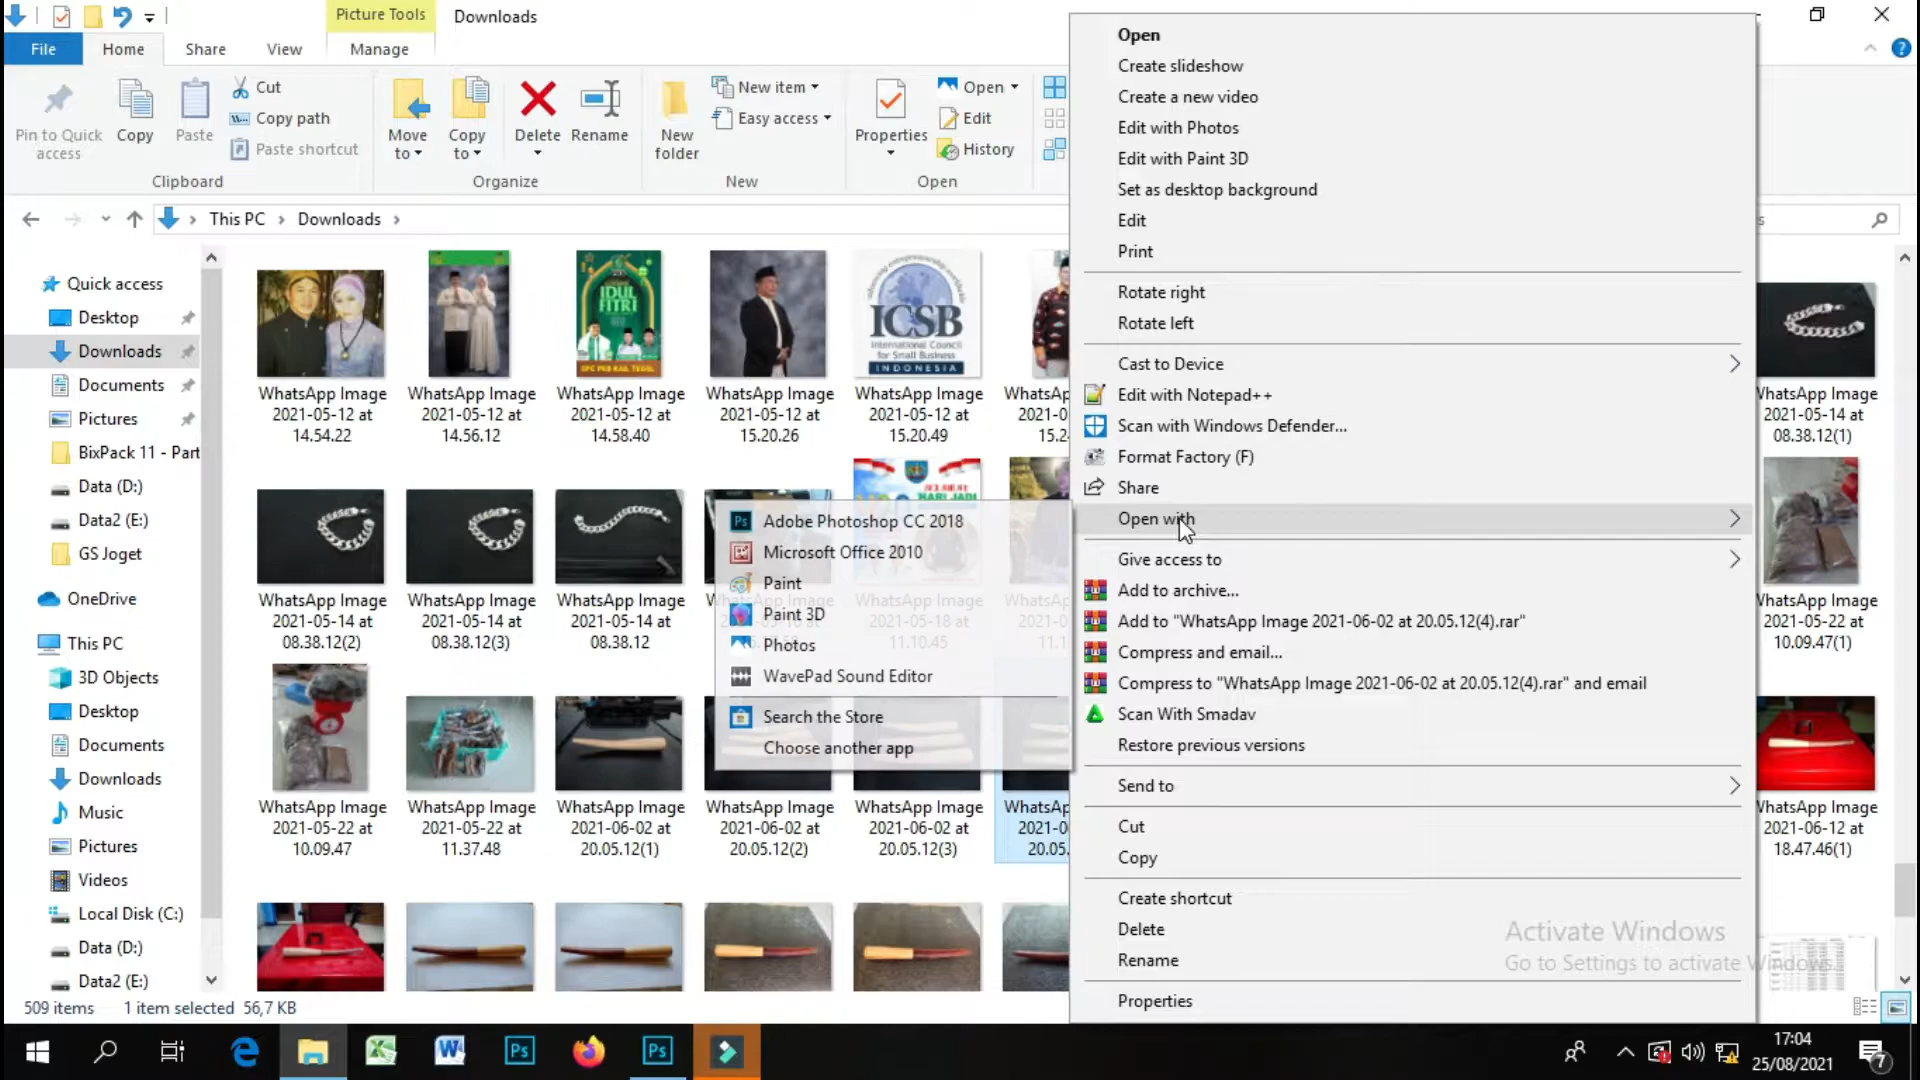 Picture Tools
Downloads
File
Home
Share
View
Manage
Pin to Quick
access
Copy
Paste
Cut
Copy path
Paste shortcut
Clipboard
Move
to
Copy
to
Delete
Rename
Organize
New
folder
New item
Easy access
New
Properties
Open
Edit
History
Open
This PC
Downloads
Quick access
Desktop
Downloads
Documents
Pictures
BixPack 11 - Part
Data (D:)
Data2 (E:)
GS Joget
OneDrive
This PC
3D Objects
Desktop
Documents
Downloads
Music
Pictures
Videos
Local Disk (C:)
Data (D:)
Data2 (E:)
IDUL
FITRI
DPC PKB KAB. TEGAL
ICSB
International Council
for Small Business
INDONESIA
WhatsApp Image
2021-05-12 at
14.54.22
WhatsApp Image
2021-05-12 at
14.56.12
WhatsApp Image
2021-05-12 at
14.58.40
WhatsApp Image
2021-05-12 at
15.20.26
WhatsApp Image
2021-05-12 at
15.20.49
WhatsApp Image
2021-05-14 at
08.38.12(1)
HARI JADI
WhatsApp Image
2021-05-14 at
08.38.12(2)
WhatsApp Image
2021-05-14 at
08.38.12(3)
WhatsApp Image
2021-05-14 at
08.38.12
WhatsApp Image
2021-05-18 at
11.10.45
WhatsApp Image
2021-05-22 at
10.09.47(1)
WhatsApp Image
2021-05-22 at
10.09.47
WhatsApp Image
2021-05-22 at
11.37.48
WhatsApp Image
2021-06-02 at
20.05.12(1)
WhatsApp Image
2021-06-02 at
20.05.12(2)
WhatsApp Image
2021-06-02 at
20.05.12(3)
WhatsApp Image
2021-06-12 at
18.47.46(1)
Adobe Photoshop CC 2018
Microsoft Office 2010
Paint
Paint 3D
Photos
WavePad Sound Editor
Search the Store
Choose another app
Open
Create slideshow
Create a new video
Edit with Photos
Edit with Paint 3D
Set as desktop background
Edit
Print
Rotate right
Rotate left
Cast to Device
Edit with Notepad++
Scan with Windows Defender...
Format Factory (F)
Share
Open with
Give access to
Add to archive...
Add to "WhatsApp Image 2021-06-02 at 20.05.12(4).rar"
Compress and email...
Compress to "WhatsApp Image 2021-06-02 at 20.05.12(4).rar" and email
Scan With Smadav
Restore previous versions
Send to
Cut
Copy
Create shortcut
Delete
Rename
Properties
Activate Windows
Go to Settings to activate Windows.
509 items
1 item selected 56,7 KB
17:04
25/08/2021
7